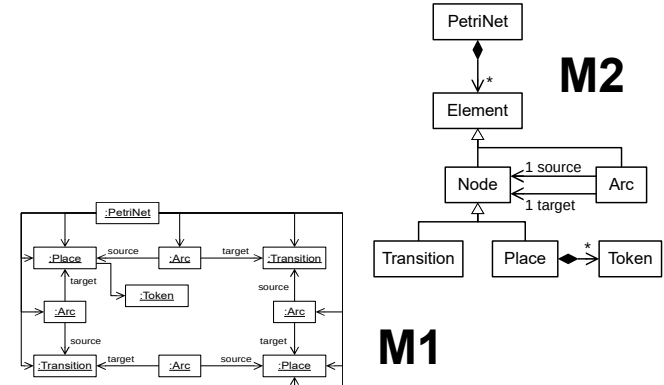 PetriNet
M2
*
Element
1 source
Node
Arc
1 target
:PetriNet
Transition
Place
*
Token
:Place
source
:Arc
target
:Transition
target
:Token
source
:Arc
:Arc
source
target
M1
:Transition
target
:Arc
source
:Place